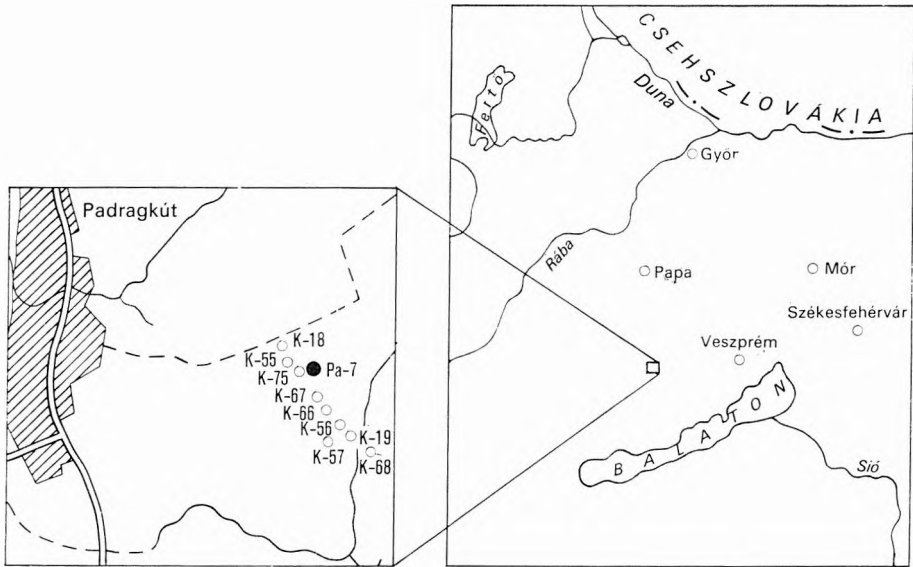 Padragkút
K-18
K-55
K-75
Pa-7
K-67
K-66
K-56
K-19
K-57
K-68
CSEHSZLOVÁKIA
Duna
Fertő
Győr
Rába
Papa
Mór
Székesfehérvár
Veszprém
BALATON
Sió